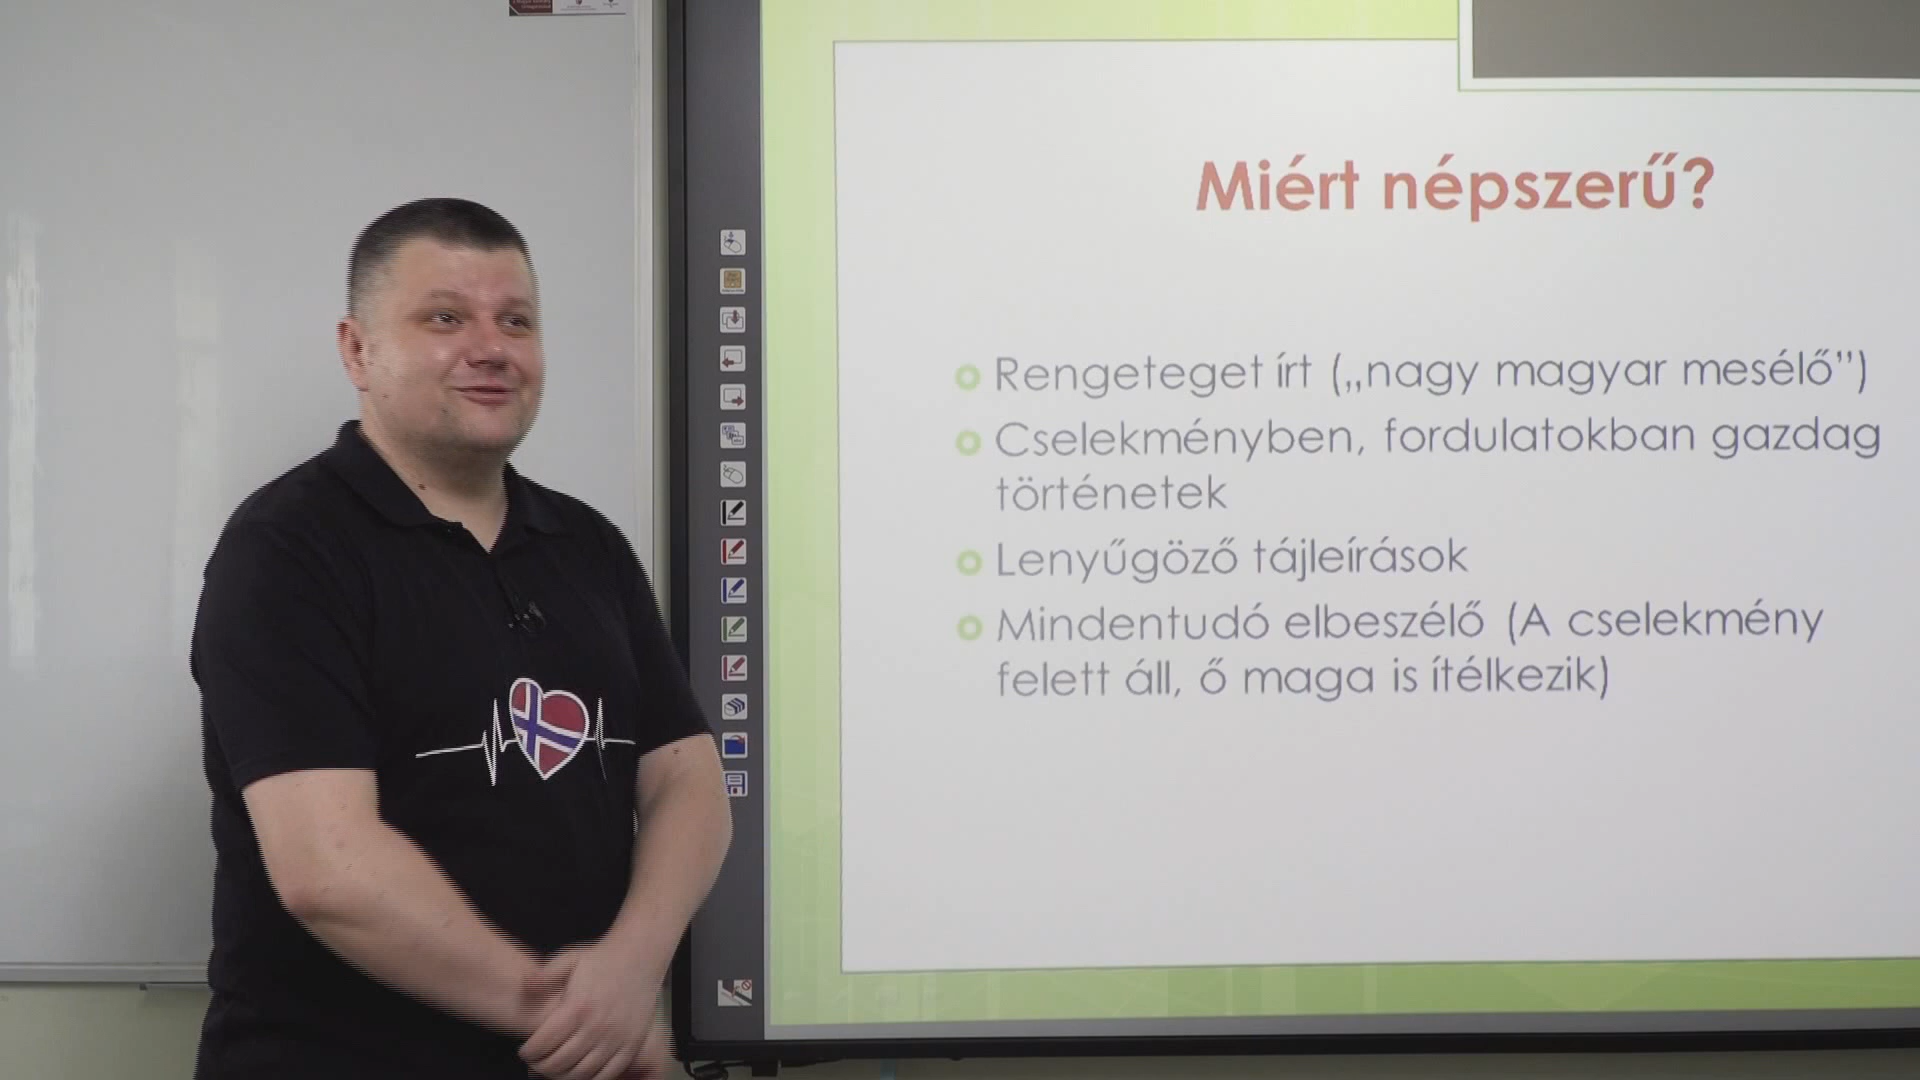 Miért népszerű?
Rengeteget írt („nagy magyar mesélő”)
Cselekményben, fordulatokban gazdag
történetek
Lenyűgöző tájleírások
Mindentudó elbeszélő (A cselekmény
felett áll, ő maga is ítélkezik)